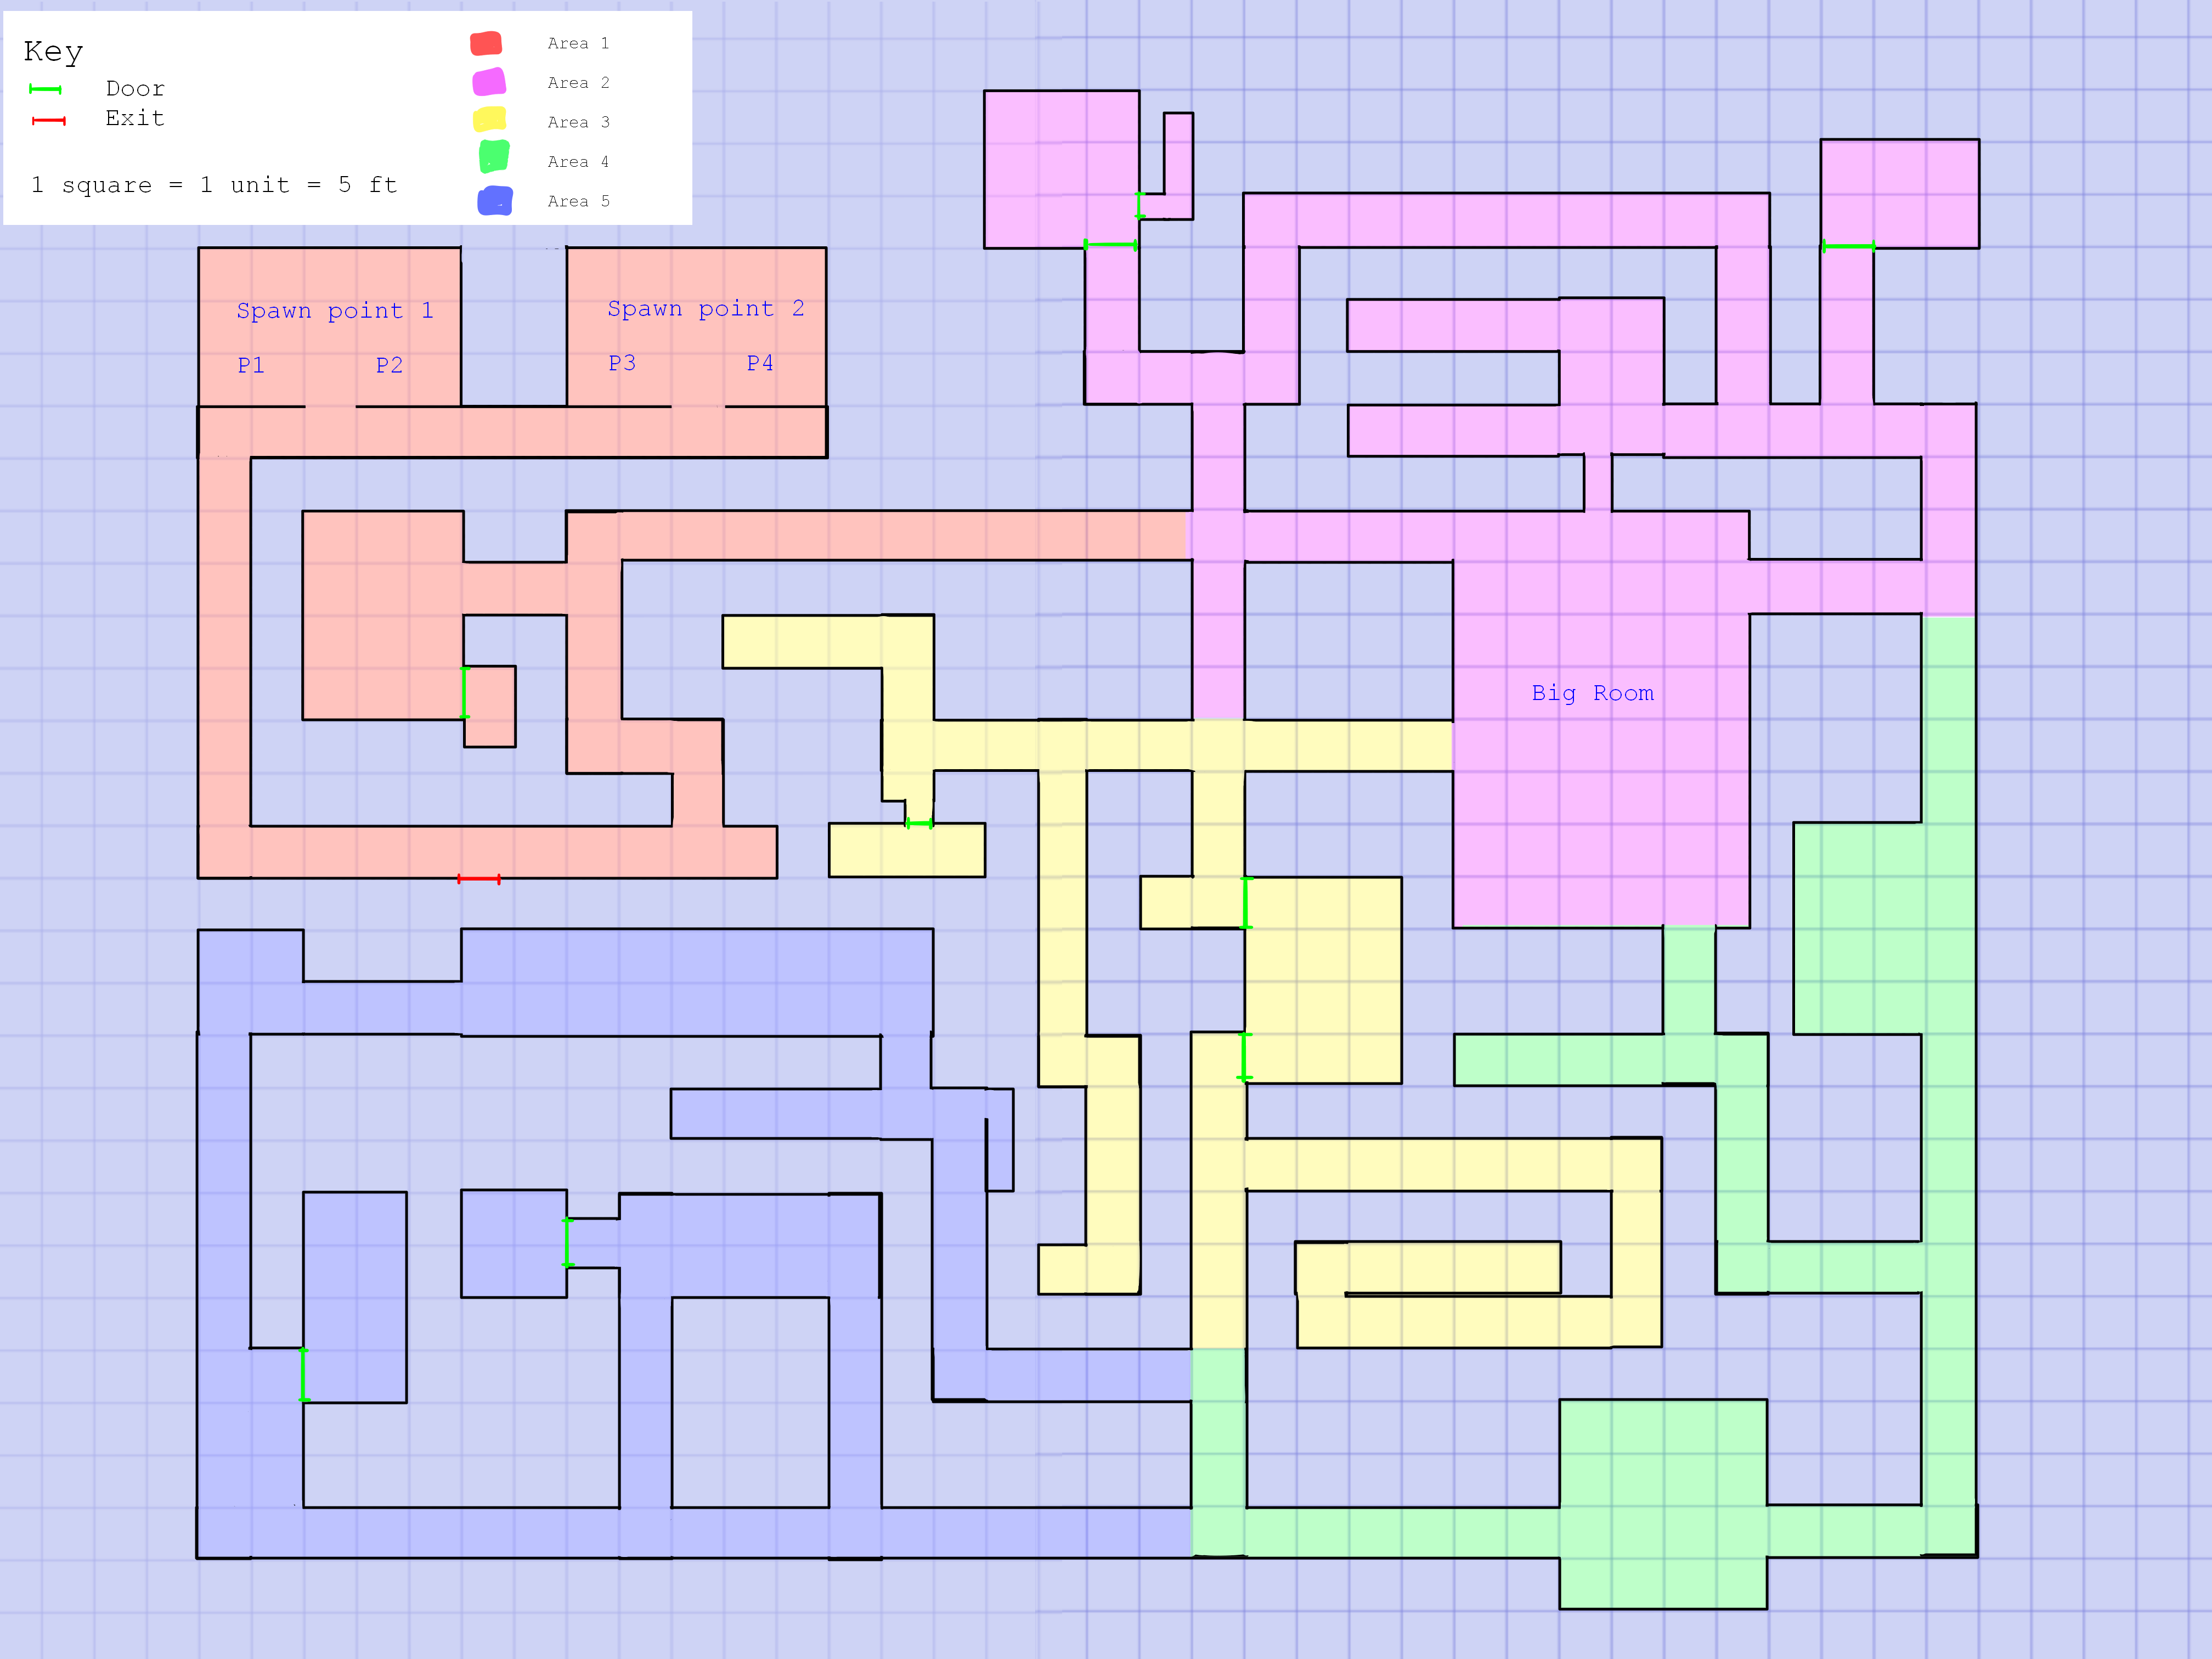 Key
Door
Exit
1 square = 1 unit = 5 ft
Area 1
Area 2
Area 3
Area 4
Area 5
Spawn point 1
P1 P2
Spawn point 2
P3 P4
Big Room